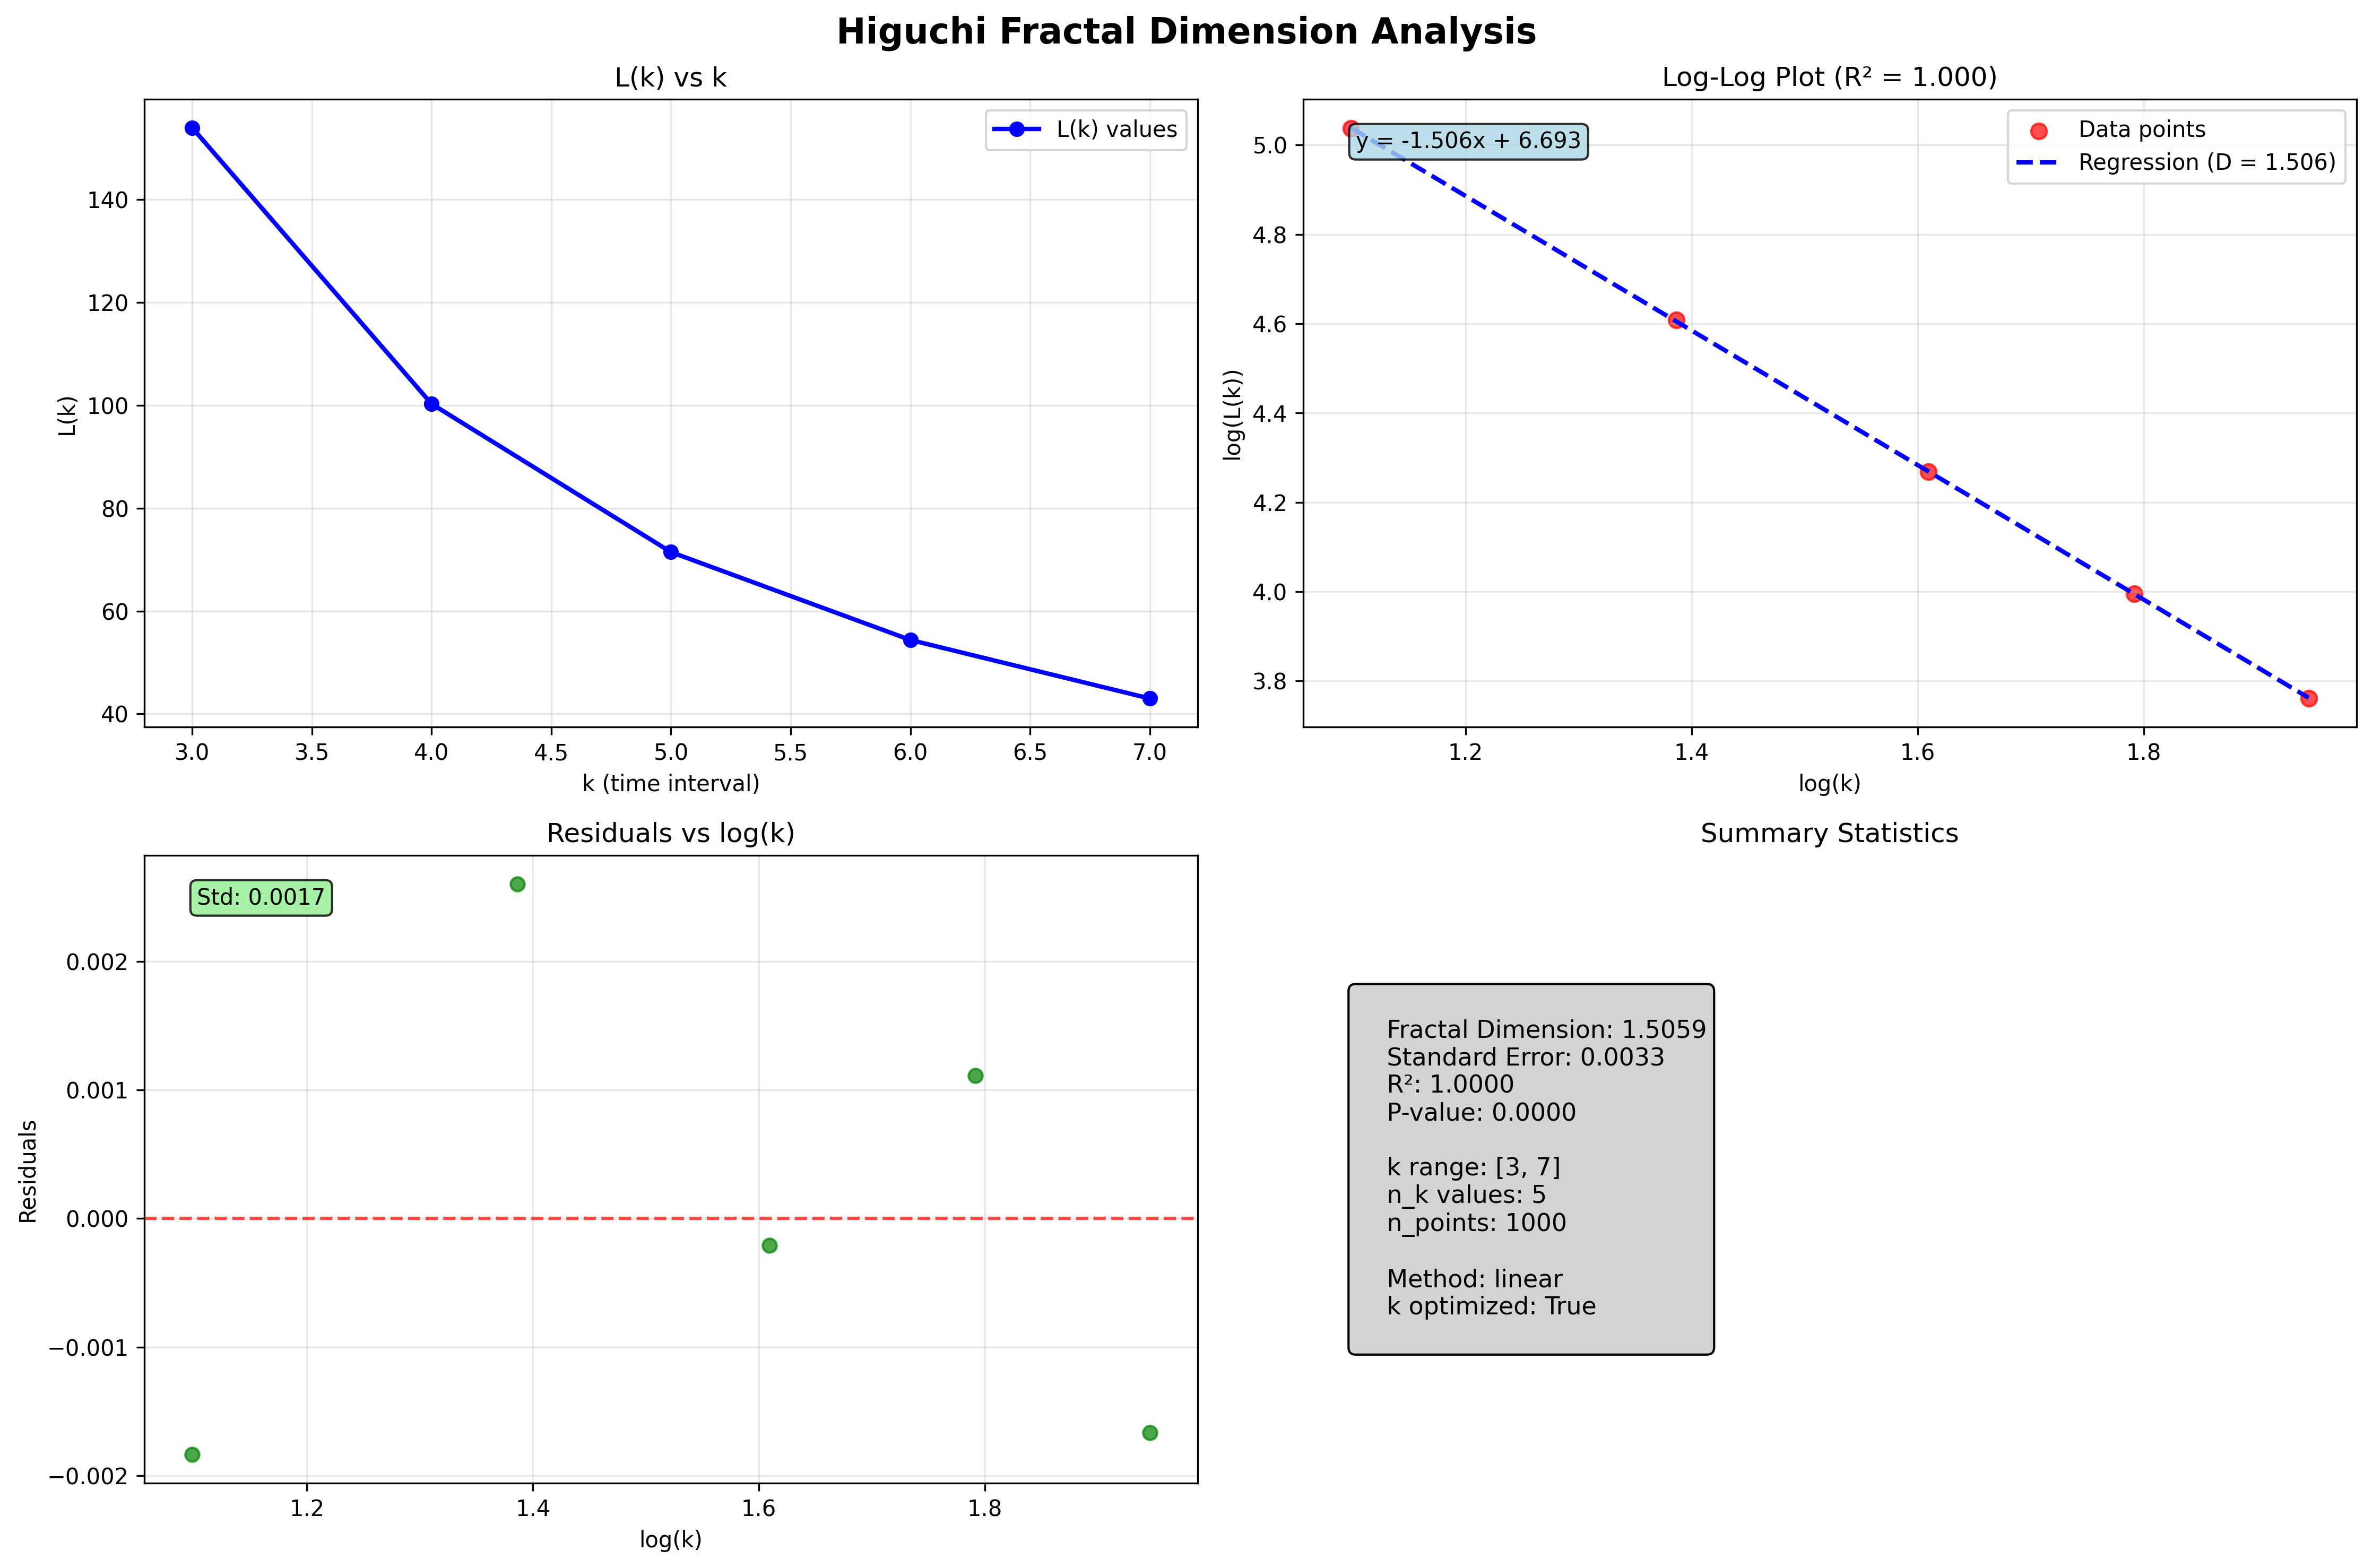 Higuchi Fractal Dimension Analysis
L(k) vs k
L(k) values
140
120
100
80
60
40
L(k)
3.0 3.5 4.0 4.5 5.0 5.5 6.0 6.5 7.0
k (time interval)
Log-Log Plot (R² = 1.000)
y = -1.506x + 6.693
Data points
Regression (D = 1.506)
5.0
4.8
4.6
4.4
4.2
4.0
3.8
log(L(k))
1.2 1.4 1.6 1.8
log(k)
Residuals vs log(k)
Std: 0.0017
0.002
0.001
0.000
−0.001
−0.002
Residuals
1.2 1.4 1.6 1.8
log(k)
Summary Statistics
Fractal Dimension: 1.5059
Standard Error: 0.0033
R²: 1.0000
P-value: 0.0000
k range: [3, 7]
n_k values: 5
n_points: 1000
Method: linear
k optimized: True